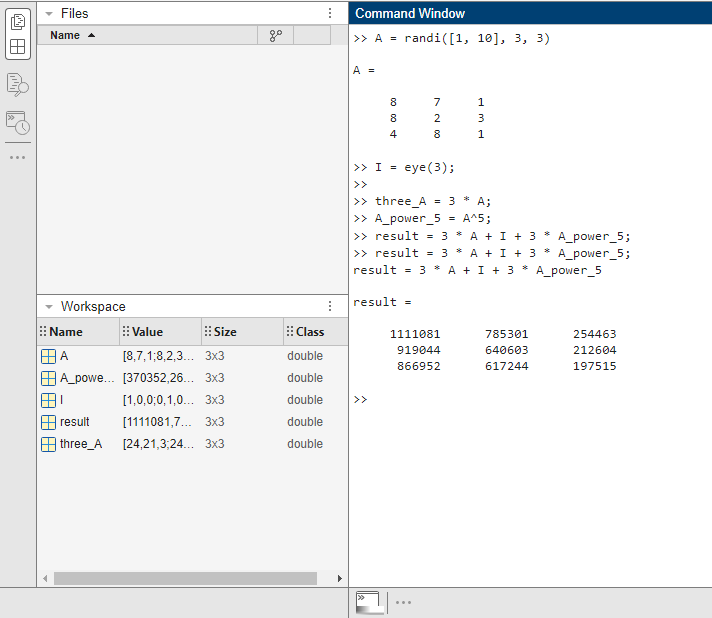 Files
Name
Workspace
Name Value Size Class
A [8,7,1;8,2,3... 3x3 double
A_powe... [370352,26... 3x3 double
I [1,0,0;0,1,0... 3x3 double
result [1111081,7... 3x3 double
three_A [24,21,3;24... 3x3 double
Command Window
>> A = randi([1, 10], 3, 3)
A =
8 7 1
8 2 3
4 8 1
>> I = eye(3);
>>
>> three_A = 3 * A;
>> A_power_5 = A^5;
>> result = 3 * A + I + 3 * A_power_5;
>> result = 3 * A + I + 3 * A_power_5;
result = 3 * A + I + 3 * A_power_5
result =
1111081 785301 254463
919044 640603 212604
866952 617244 197515
>>